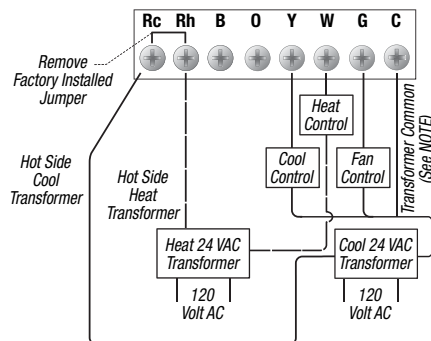 Rc Rh B O Y W G C
Remove
Factory Installed
Jumper
Heat
Control
Transformer Common
(See NOTE)
Hot Side
Cool
Transformer
Hot Side
Heat
Transformer
Cool
Control
Fan
Control
Heat 24 VAC
Transformer
Cool 24 VAC
Transformer
120
Volt AC
120
Volt AC